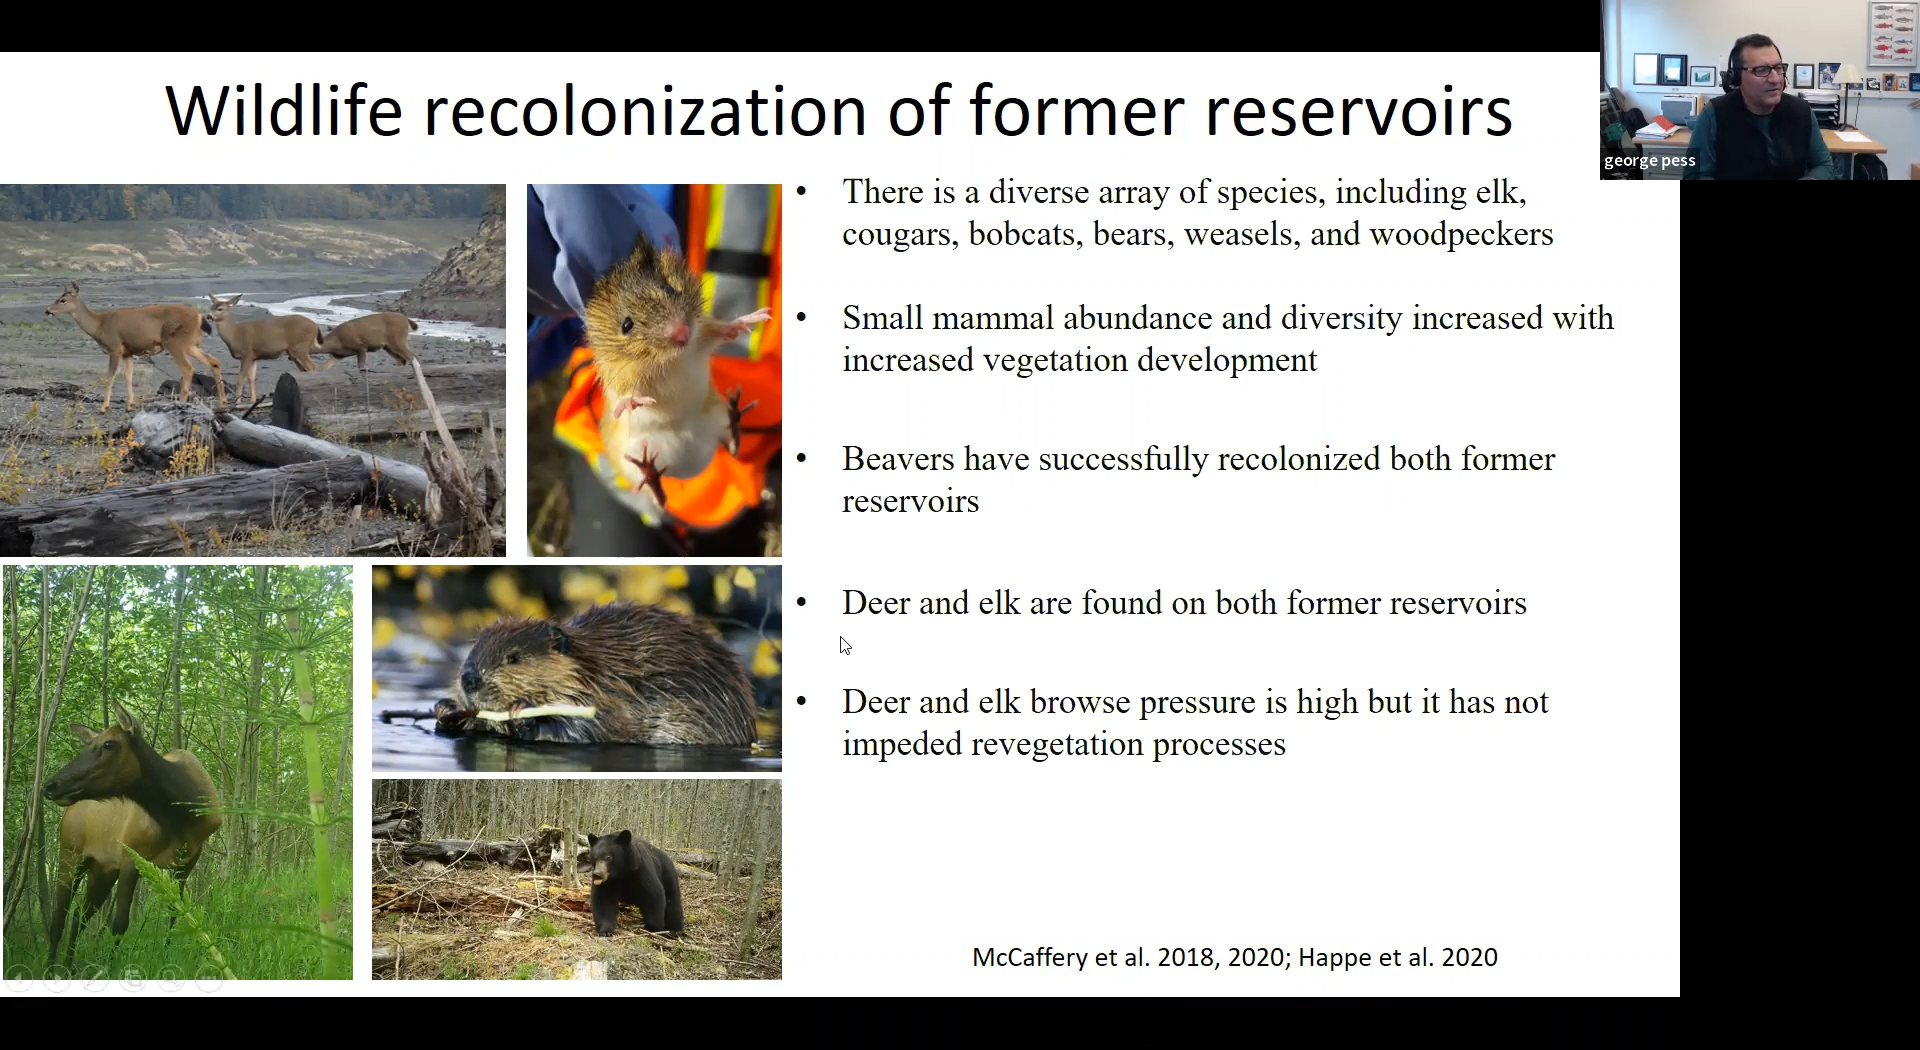 Wildlife recolonization of former reservoirs
george pess
• There is a diverse array of species, including elk,
cougars, bobcats, bears, weasels, and woodpeckers
• Small mammal abundance and diversity increased with
increased vegetation development
• Beavers have successfully recolonized both former
reservoirs
• Deer and elk are found on both former reservoirs
• Deer and elk browse pressure is high but it has not
impeded revegetation processes
McCaffery et al. 2018, 2020; Happe et al. 2020